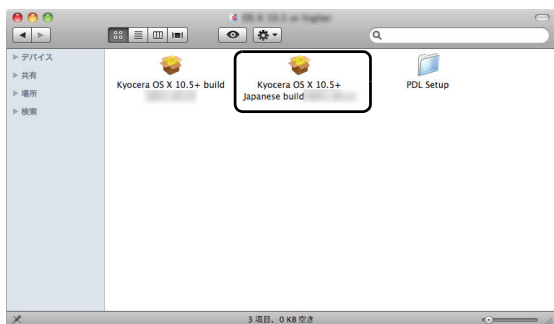 デバイス
共有
場所
検索
Kyocera OS X 10.5+ build
Kyocera OS X 10.5+
Japanese build
PDL Setup
3 項目、0 KB 空き